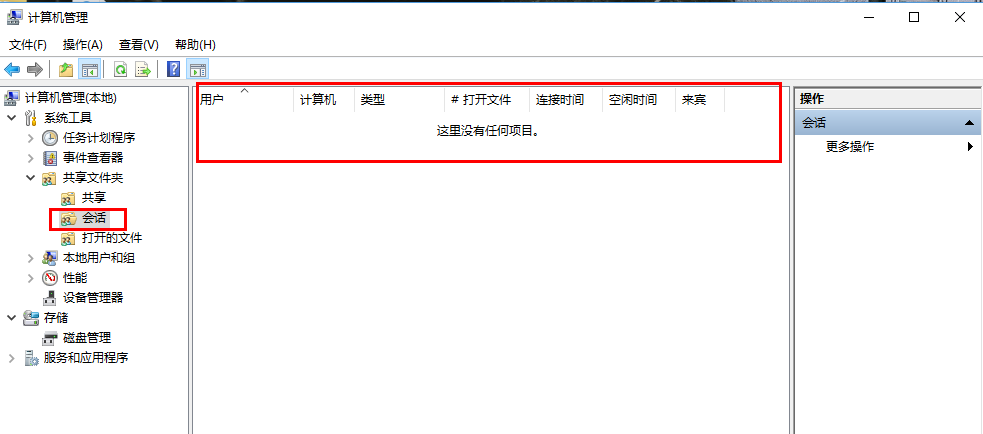 计算机管理
文件(F) 操作(A) 查看(V) 帮助(H)
计算机管理(本地)
系统工具
任务计划程序
事件查看器
共享文件夹
共享
会话
打开的文件
本地用户和组
性能
设备管理器
存储
磁盘管理
服务和应用程序
用户 计算机 类型 # 打开文件 连接时间 空闲时间 来宾
这里没有任何项目。
操作
会话
更多操作